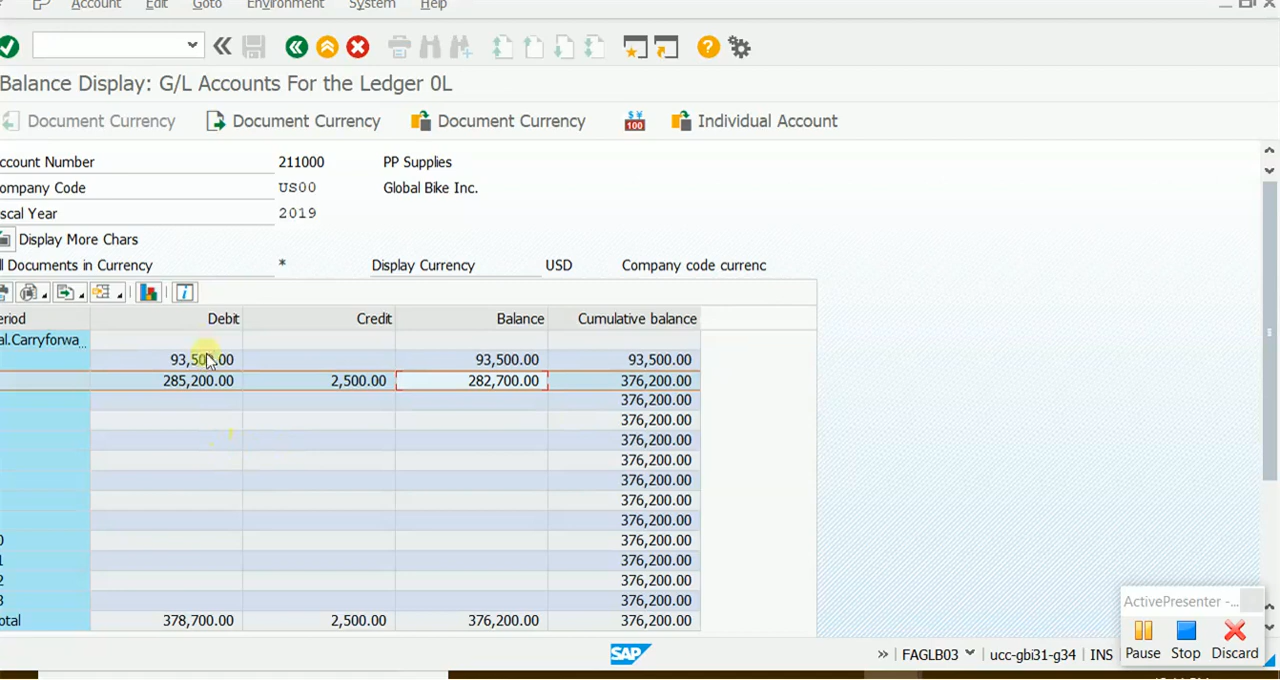 Account Edit Goto Environment System Help
Balance Display: G/L Accounts For the Ledger 0L
Document Currency Document Currency Document Currency Individual Account
ccount Number 211000 PP Supplies
ompany Code US00 Global Bike Inc.
scal Year 2019
Display More Chars
l Documents in Currency * Display Currency USD Company code currenc
eriod Debit Credit Balance Cumulative balance
al.Carryforwa...
93,500.00 93,500.00 93,500.00
285,200.00 2,500.00 282,700.00 376,200.00
376,200.00
376,200.00
376,200.00
376,200.00
376,200.00
376,200.00
376,200.00
0 376,200.00
1 376,200.00
2 376,200.00
3 376,200.00
otal 378,700.00 2,500.00 376,200.00 376,200.00
ActivePresenter -...
Pause Stop Discard
SAP » FAGLB03 ucc-gbi31-g34 INS